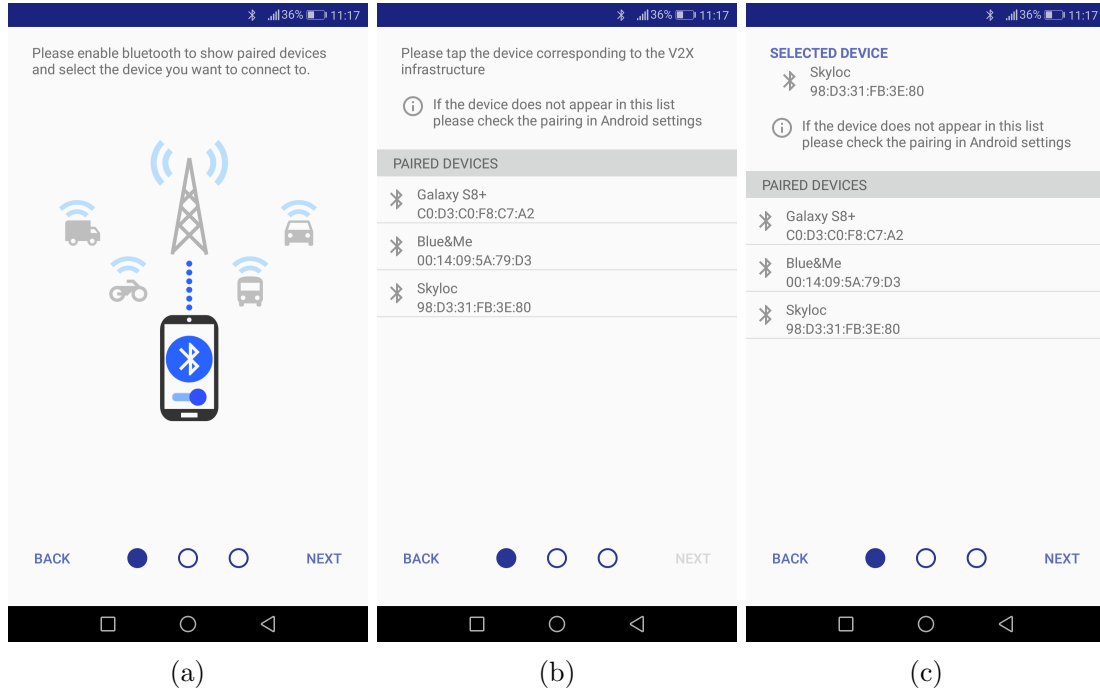 36% 11:17
Please enable bluetooth to show paired devices
and select the device you want to connect to.
BACK
NEXT
(a)
36% 11:17
Please tap the device corresponding to the V2X
infrastructure
If the device does not appear in this list
please check the pairing in Android settings
PAIRED DEVICES
Galaxy S8+
C0:D3:C0:F8:C7:A2
Blue&Me
00:14:09:5A:79:D3
Skyloc
98:D3:31:FB:3E:80
BACK
NEXT
(b)
36% 11:17
SELECTED DEVICE
Skyloc
98:D3:31:FB:3E:80
If the device does not appear in this list
please check the pairing in Android settings
PAIRED DEVICES
Galaxy S8+
C0:D3:C0:F8:C7:A2
Blue&Me
00:14:09:5A:79:D3
Skyloc
98:D3:31:FB:3E:80
BACK
NEXT
(c)